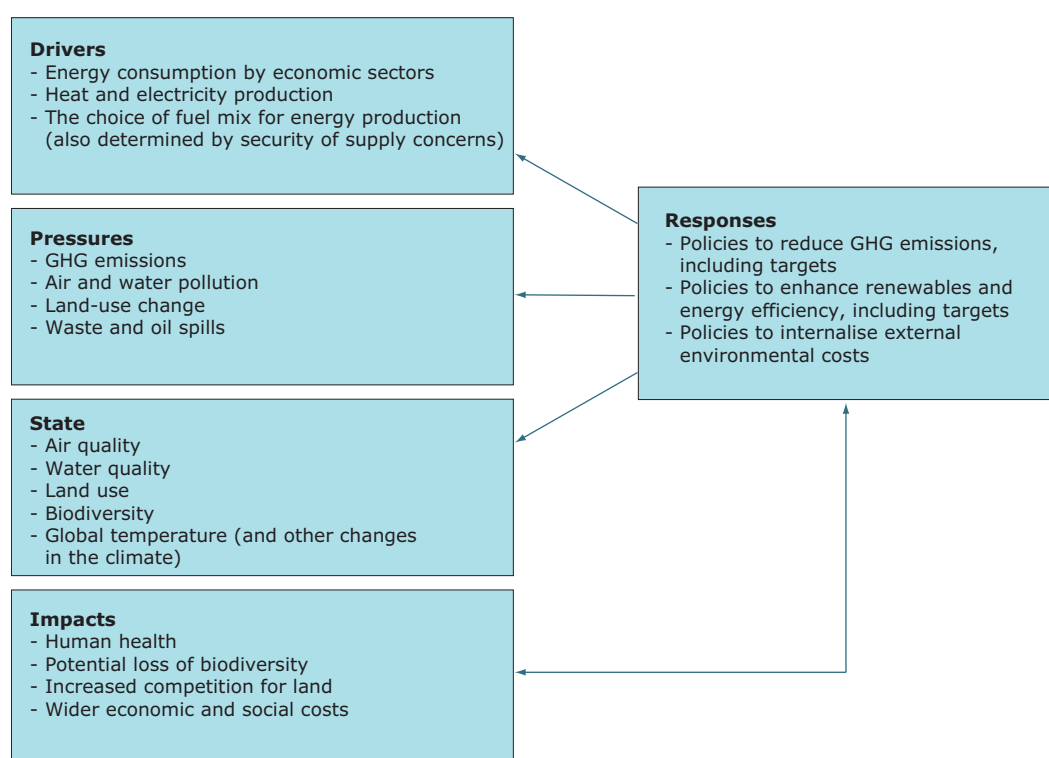 Drivers
- Energy consumption by economic sectors
- Heat and electricity production
- The choice of fuel mix for energy production
(also determined by security of supply concerns)
Pressures
- GHG emissions
- Air and water pollution
- Land-use change
- Waste and oil spills
State
- Air quality
- Water quality
- Land use
- Biodiversity
- Global temperature (and other changes
in the climate)
Impacts
- Human health
- Potential loss of biodiversity
- Increased competition for land
- Wider economic and social costs
Responses
- Policies to reduce GHG emissions,
including targets
- Policies to enhance renewables and
energy efficiency, including targets
- Policies to internalise external
environmental costs